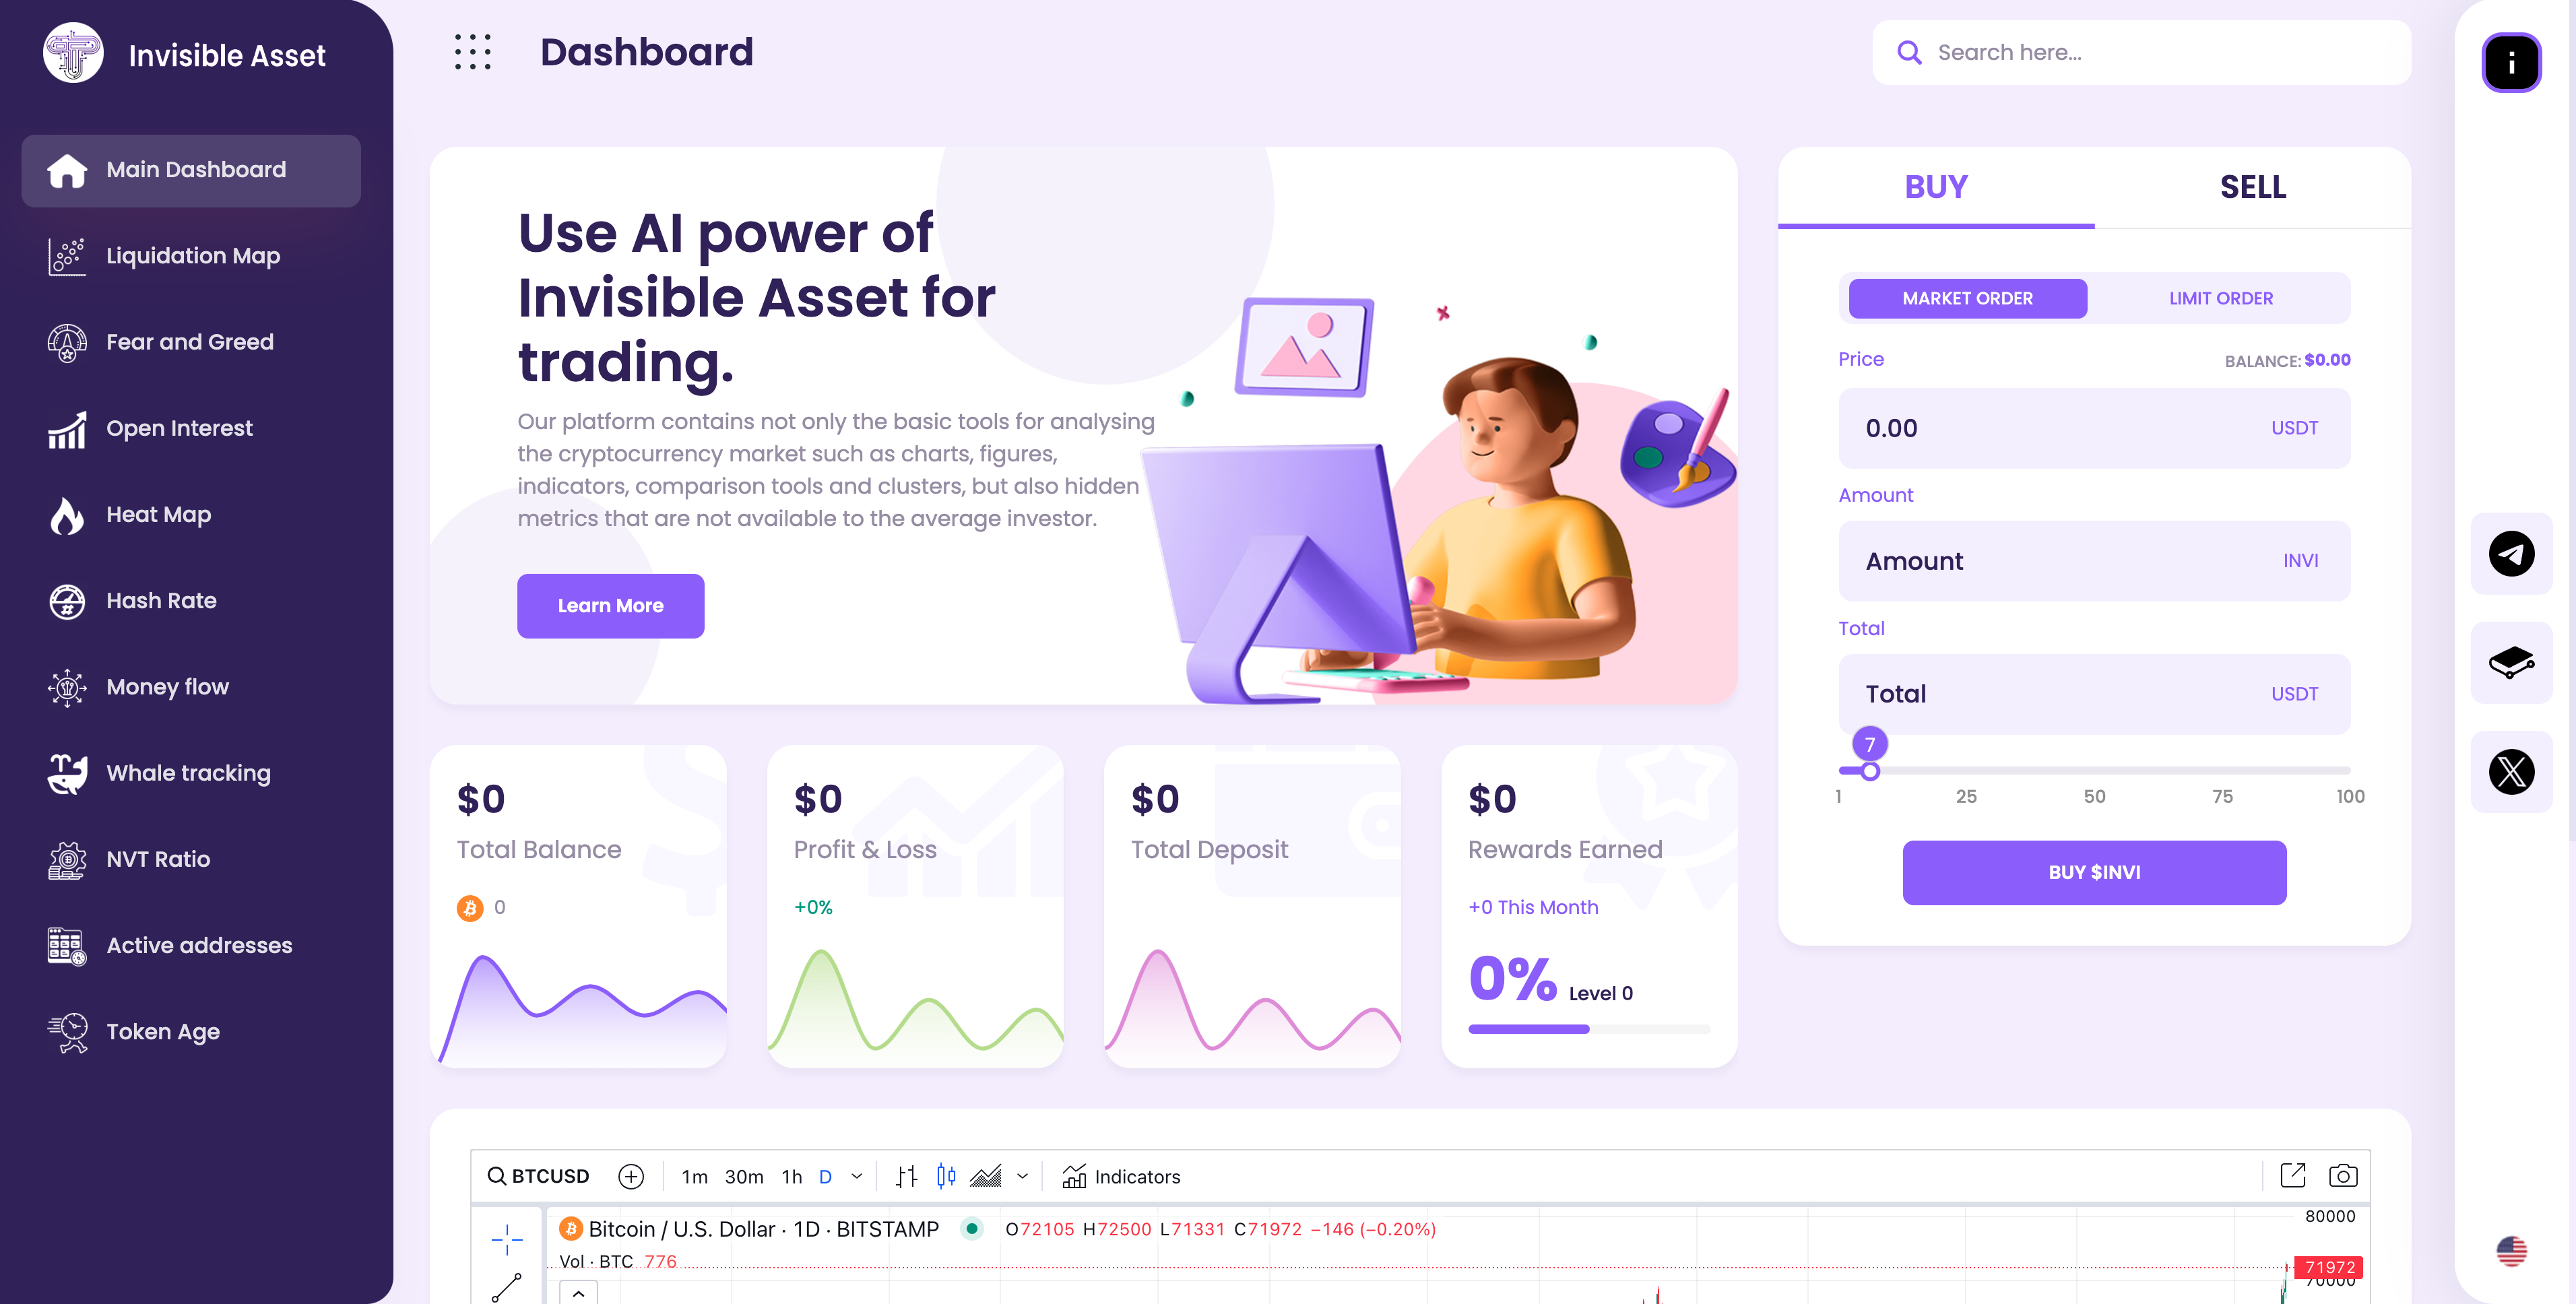 Invisible Asset
Dashboard
Search here...
i
Main Dashboard
Liquidation Map
Fear and Greed
Open Interest
Heat Map
Hash Rate
Money flow
Whale tracking
NVT Ratio
Active addresses
Token Age
Use AI power of
Invisible Asset for
trading.
Our platform contains not only the basic tools for analysing
the cryptocurrency market such as charts, figures,
indicators, comparison tools and clusters, but also hidden
metrics that are not available to the average investor.
Learn More
BUY SELL
MARKET ORDER LIMIT ORDER
Price BALANCE: $0.00
0.00 USDT
Amount
Amount INVI
Total
Total USDT
7
1 25 50 75 100
BUY $INVI
$0
Total Balance
0
$0
Profit & Loss
+0%
$0
Total Deposit
$0
Rewards Earned
+0 This Month
0% Level 0
BTCUSD 1m 30m 1h D Indicators
Bitcoin / U.S. Dollar · 1D · BITSTAMP O72105 H72500 L71331 C71972 −146 (−0.20%)
Vol · BTC 776
80000
71972
70000